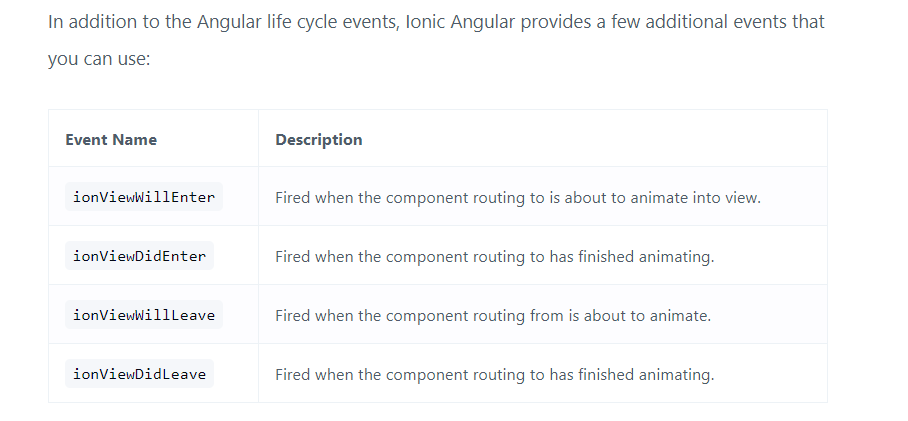 In addition to the Angular life cycle events, Ionic Angular provides a few additional events that
you can use:
Event Name Description
ionViewWillEnter Fired when the component routing to is about to animate into view.
ionViewDidEnter Fired when the component routing to has finished animating.
ionViewWillLeave Fired when the component routing from is about to animate.
ionViewDidLeave Fired when the component routing to has finished animating.